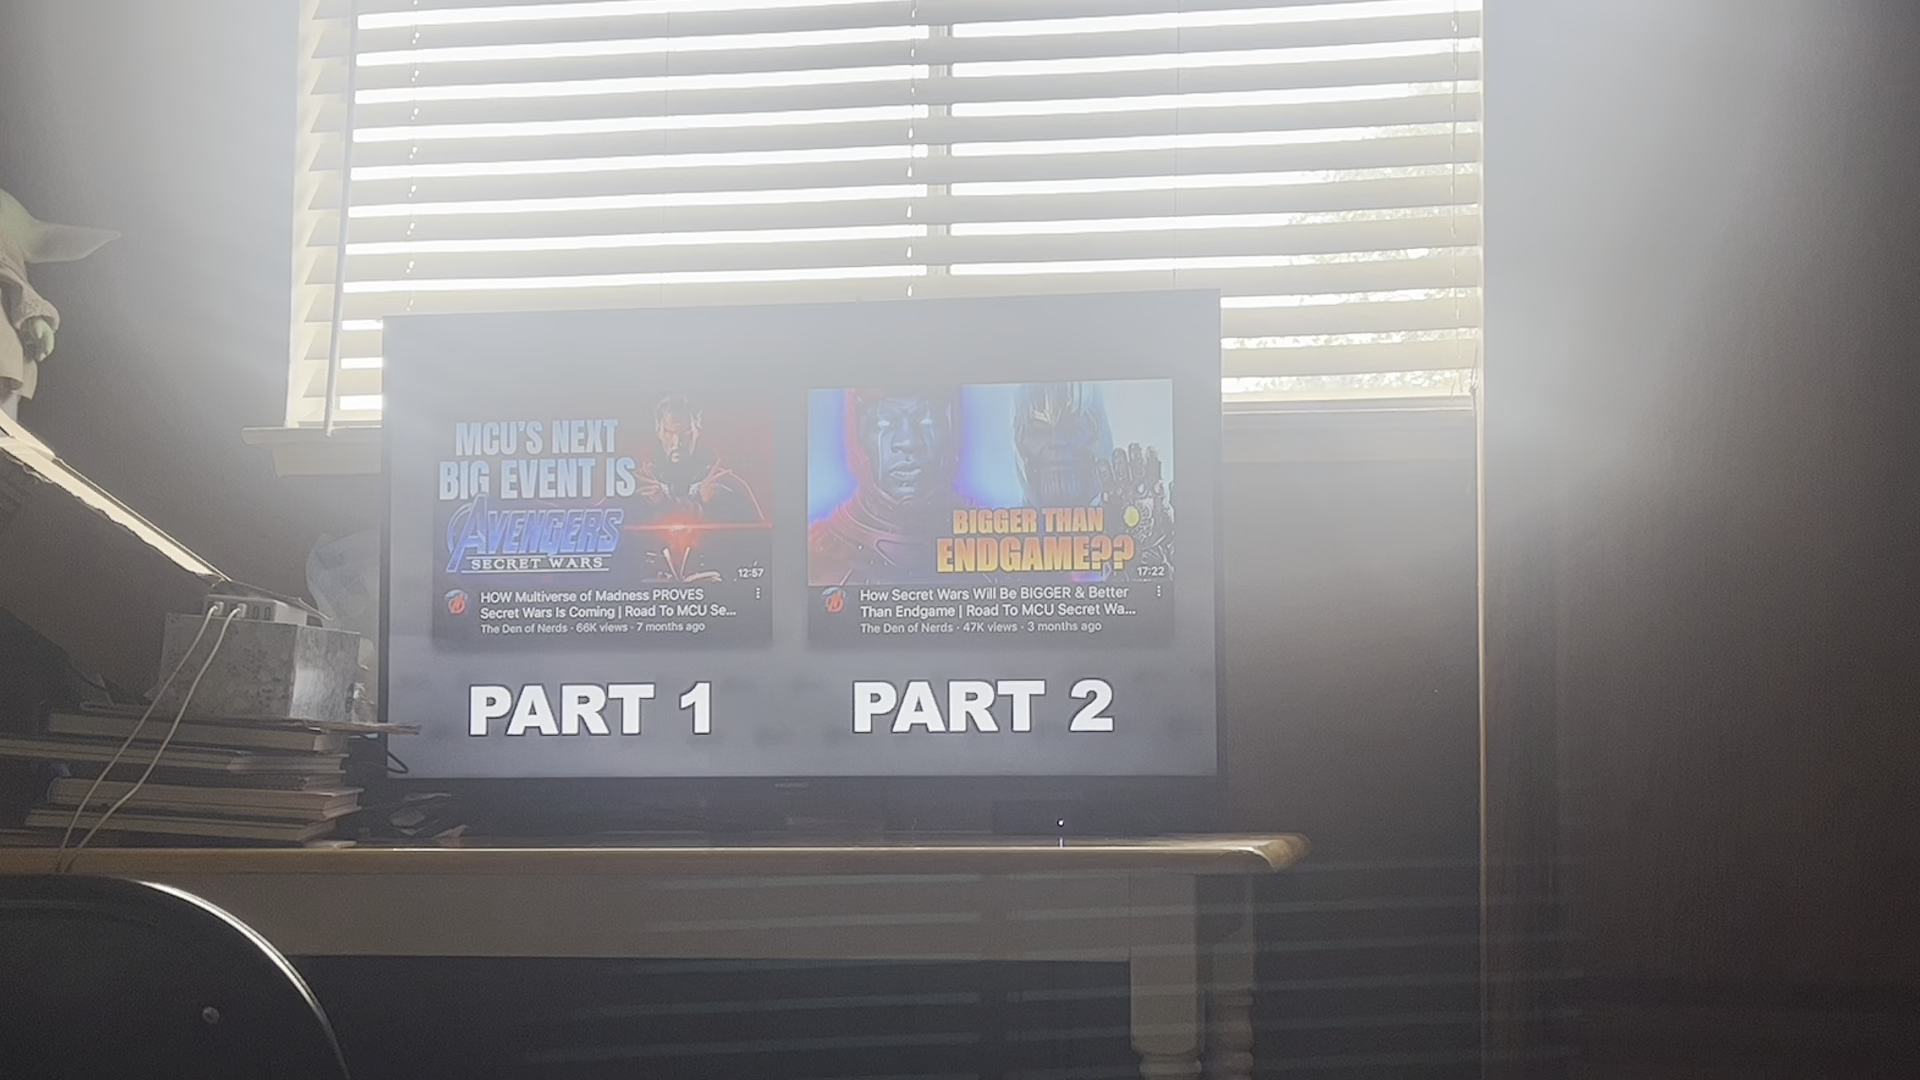 MCU'S NEXT
BIG EVENT IS
AVENGERS
SECRET WARS
12:57
HOW Multiverse of Madness PROVES
Secret Wars Is Coming | Road To MCU Se...
The Den of Nerds · 66K views · 7 months ago
PART 1
BIGGER THAN
ENDGAME??
17:22
How Secret Wars Will Be BIGGER & Better
Than Endgame | Road To MCU Secret Wa...
The Den of Nerds · 47K views · 3 months ago
PART 2